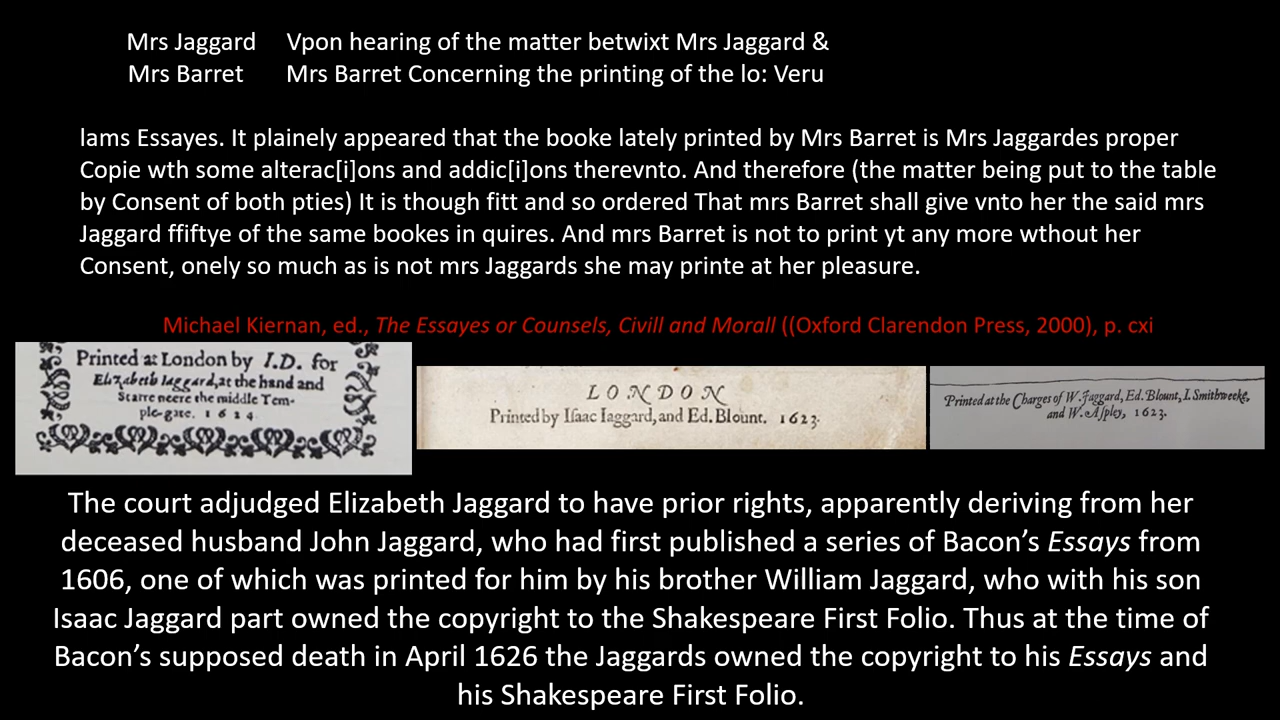 Mrs Jaggard Vpon hearing of the matter betwixt Mrs Jaggard &
Mrs Barret Mrs Barret Concerning the printing of the lo: Veru
lams Essayes. It plainely appeared that the booke lately printed by Mrs Barret is Mrs Jaggardes proper
Copie wth some alterac[i]ons and addic[i]ons therevnto. And therefore (the matter being put to the table
by Consent of both pties) It is though fitt and so ordered That mrs Barret shall give vnto her the said mrs
Jaggard ffiftye of the same bookes in quires. And mrs Barret is not to print yt any more wthout her
Consent, onely so much as is not mrs Jaggards she may printe at her pleasure.
Michael Kiernan, ed., The Essayes or Counsels, Civill and Morall ((Oxford Clarendon Press, 2000), p. cxi
Printed at London by I.D. for
Elizabeth Iaggard, at the hand and
Starre neere the middle Tem-
ple-gate. 1624
LONDON
Printed by Isaac Iaggard, and Ed. Blount. 1623.
Printed at the Charges of W. Jaggard, Ed. Blount, I. Smithweeke,
and W. Aspley, 1623.
The court adjudged Elizabeth Jaggard to have prior rights, apparently deriving from her
deceased husband John Jaggard, who had first published a series of Bacon’s Essays from
1606, one of which was printed for him by his brother William Jaggard, who with his son
Isaac Jaggard part owned the copyright to the Shakespeare First Folio. Thus at the time of
Bacon’s supposed death in April 1626 the Jaggards owned the copyright to his Essays and
his Shakespeare First Folio.